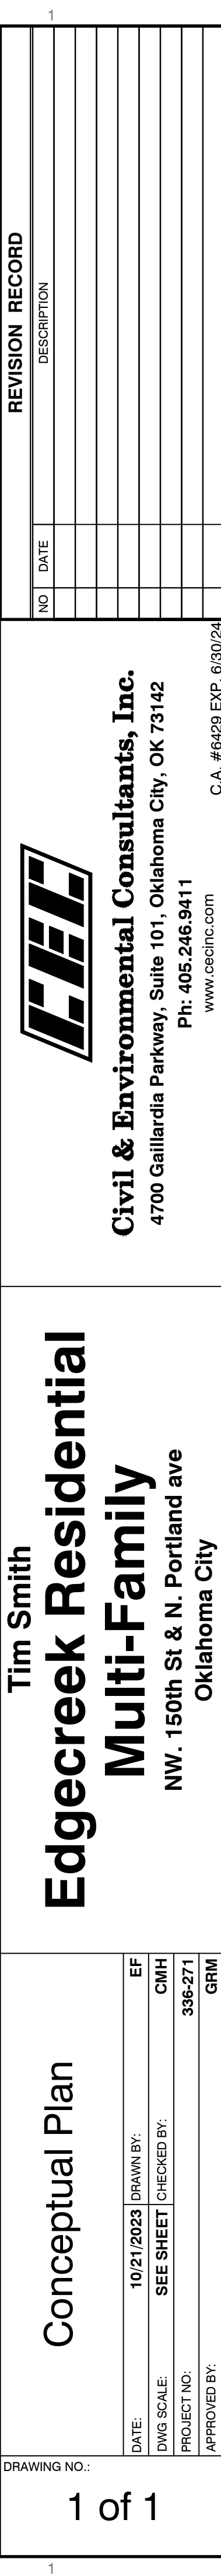 1
REVISION RECORD
NO DATE DESCRIPTION
CEC
Civil & Environmental Consultants, Inc.
4700 Gaillardia Parkway, Suite 101, Oklahoma City, OK 73142
Ph: 405.246.9411
www.cecinc.com
C.A. #6429 EXP. 6/30/24
Tim Smith
Edgecreek Residential
Multi-Family
NW. 150th St & N. Portland ave
Oklahoma City
Conceptual Plan
DATE: 10/21/2023 DRAWN BY: EF
DWG SCALE: SEE SHEET CHECKED BY: CMH
PROJECT NO: 336-271
APPROVED BY: GRM
DRAWING NO.:
1 of 1
1